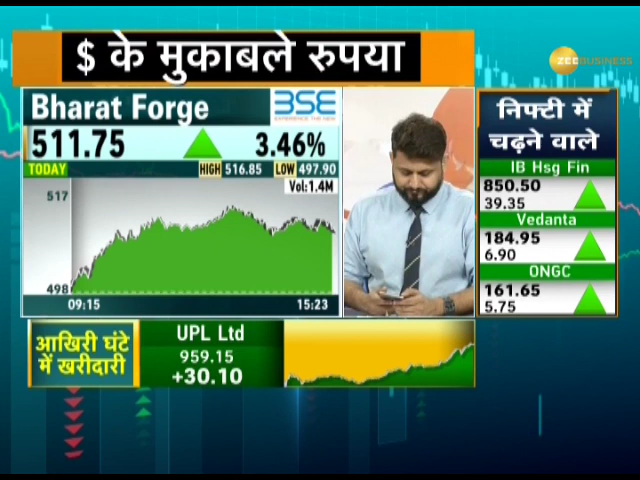 $ के मुकाबले रुपया
ZEE BUSINESS
Bharat Forge
BSE
EXPERIENCE THE NEW
511.75
3.46%
TODAY
HIGH 516.85
LOW 497.90
Vol:1.4M
517
498
09:15
15:23
निफ्टी में
चढ़ने वाले
IB Hsg Fin
850.50
39.35
Vedanta
184.95
6.90
ONGC
161.65
5.75
आखिरी घंटे
में खरीदारी
UPL Ltd
959.15
+30.10